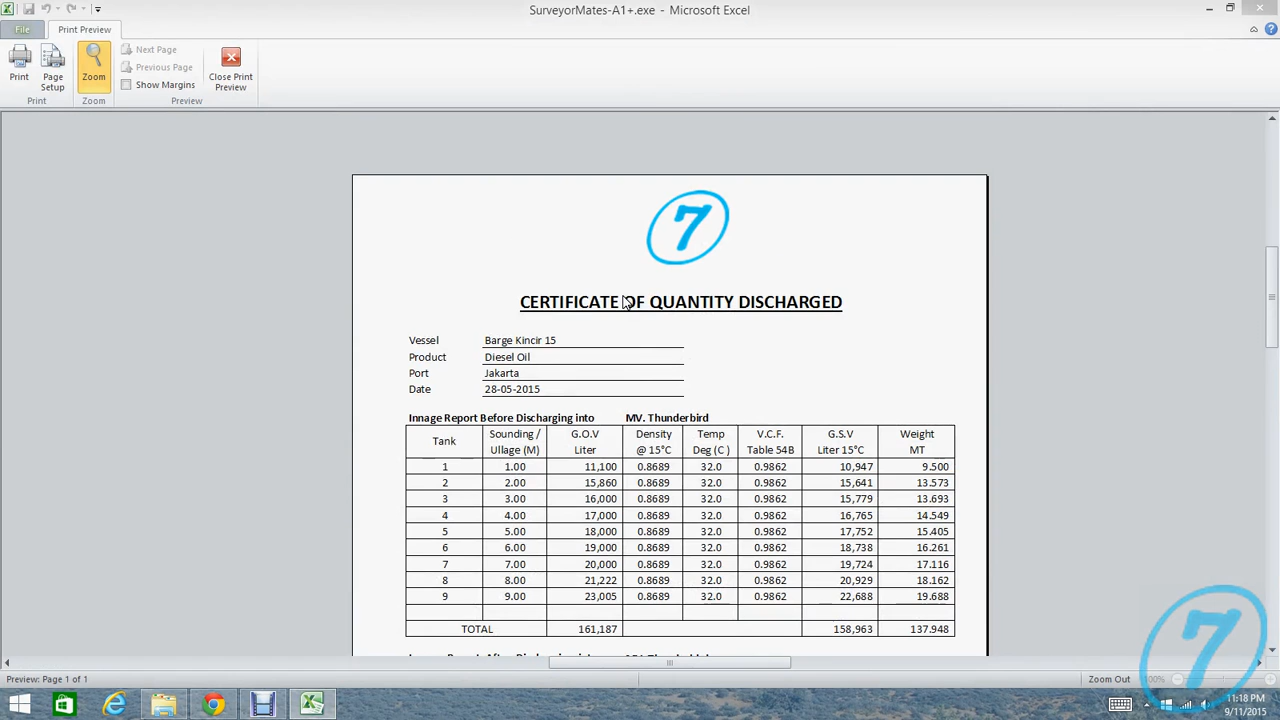 SurveyorMates-A1+.exe - Microsoft Excel
File Print Preview
Print Page Setup Zoom Next Page Previous Page Show Margins Close Print Preview
Print Zoom Preview
7
CERTIFICATE OF QUANTITY DISCHARGED
Vessel Barge Kincir 15
Product Diesel Oil
Port Jakarta
Date 28-05-2015
Innage Report Before Discharging into MV. Thunderbird
Tank Sounding / Ullage (M) G.O.V Liter Density @ 15°C Temp Deg (C ) V.C.F. Table 54B G.S.V Liter 15°C Weight MT
1 1.00 11,100 0.8689 32.0 0.9862 10,947 9.500
2 2.00 15,860 0.8689 32.0 0.9862 15,641 13.573
3 3.00 16,000 0.8689 32.0 0.9862 15,779 13.693
4 4.00 17,000 0.8689 32.0 0.9862 16,765 14.549
5 5.00 18,000 0.8689 32.0 0.9862 17,752 15.405
6 6.00 19,000 0.8689 32.0 0.9862 18,738 16.261
7 7.00 20,000 0.8689 32.0 0.9862 19,724 17.116
8 8.00 21,222 0.8689 32.0 0.9862 20,929 18.162
9 9.00 23,005 0.8689 32.0 0.9862 22,688 19.688
TOTAL 161,187 158,963 137.948
Preview: Page 1 of 1 Zoom Out 100%
7
11:18 PM
9/11/2015